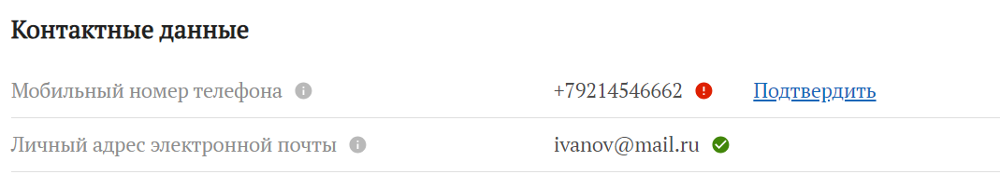 Контактные данные
Мобильный номер телефона +79214546662 Подтвердить
Личный адрес электронной почты ivanov@mail.ru